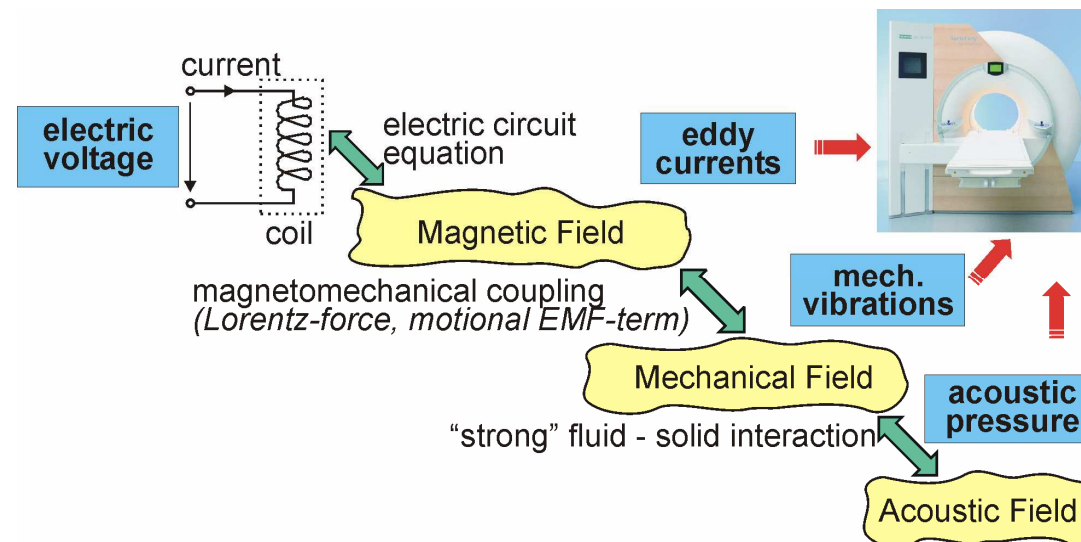 current
electric
voltage
coil
electric circuit
equation
eddy
currents
Magnetic Field
magnetomechanical coupling
(Lorentz-force, motional EMF-term)
mech.
vibrations
Mechanical Field
acoustic
pressure
“strong” fluid - solid interaction
Acoustic Field